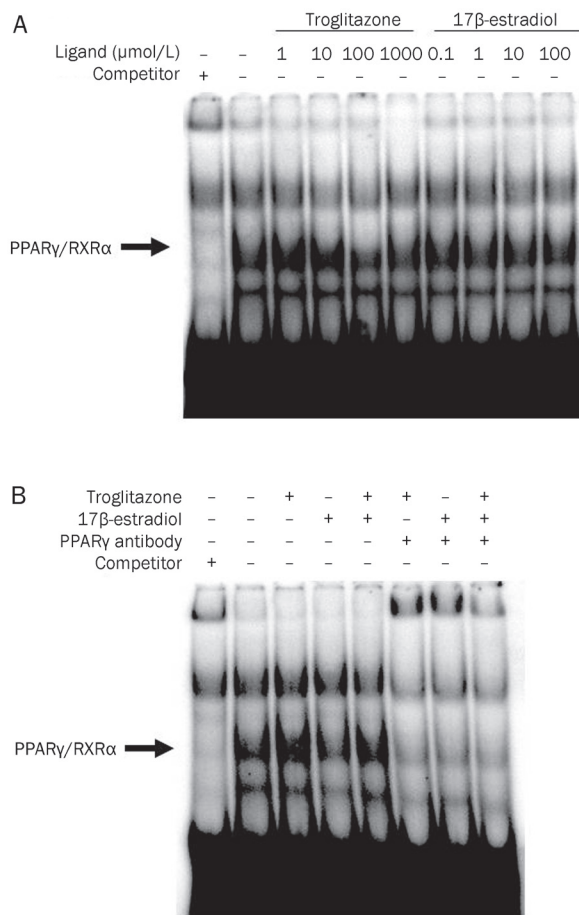 A
Troglitazone 17β-estradiol
Ligand (μmol/L) – – 1 10 100 1000 0.1 1 10 100
Competitor + – – – – – – – – –
PPARγ/RXRα
B
Troglitazone – – + – + + – +
17β-estradiol – – – + + – + +
PPARγ antibody – – – – – + + +
Competitor + – – – – – – –
PPARγ/RXRα